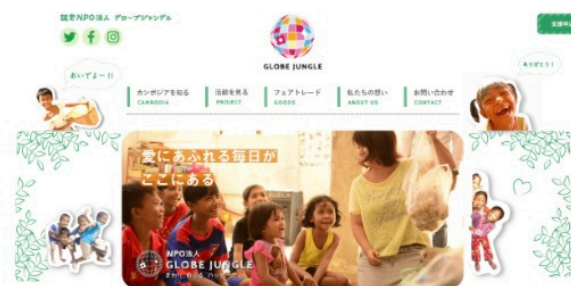 認定NPO法人 グローブジャングル
GLOBE JUNGLE
おいでよー!!
ありがとう!
カンボジアを知る
CAMBODIA
活動を見る
PROJECT
フェアトレード
GOODS
私たちの想い
ABOUT US
お問い合わせ
CONTACT
愛にあふれる毎日が
ここにある
NPO法人
GLOBE JUNGLE